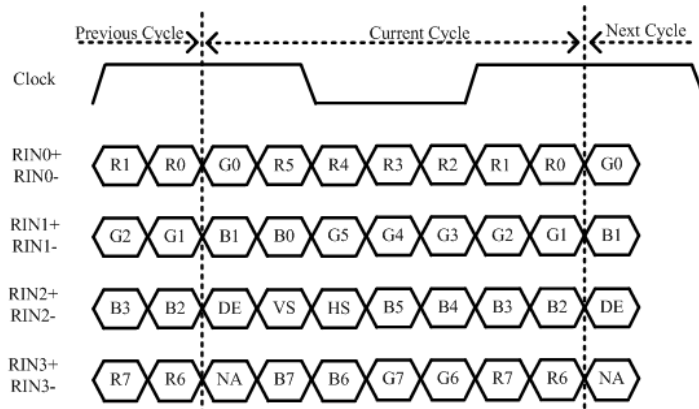 Previous Cycle Current Cycle Next Cycle
Clock
RIN0+
RIN0-
R1 R0 G0 R5 R4 R3 R2 R1 R0 G0
RIN1+
RIN1-
G2 G1 B1 B0 G5 G4 G3 G2 G1 B1
RIN2+
RIN2-
B3 B2 DE VS HS B5 B4 B3 B2 DE
RIN3+
RIN3-
R7 R6 NA B7 B6 G7 G6 R7 R6 NA